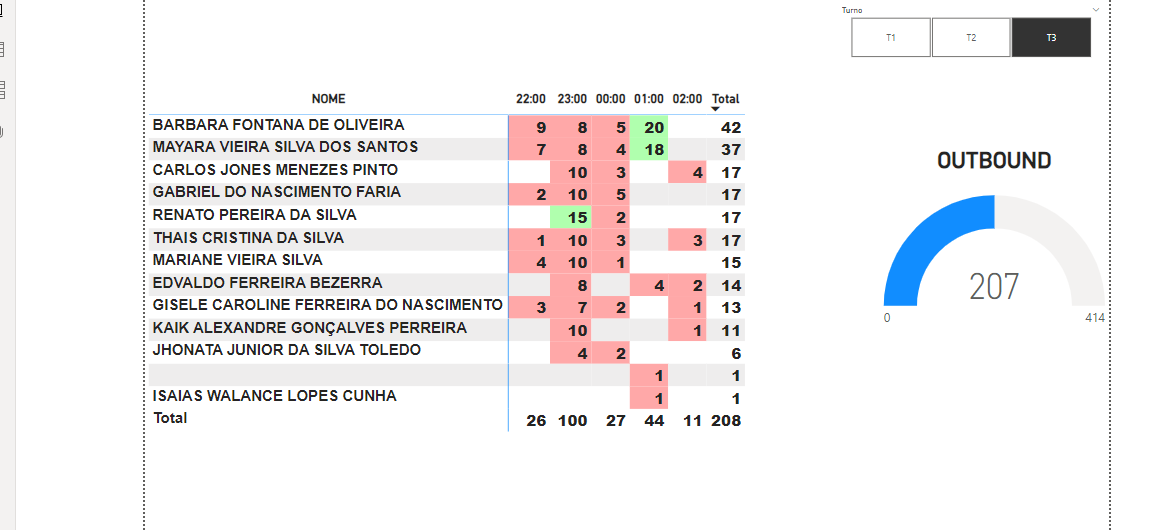 Turno
T1 T2 T3
NOME 22:00 23:00 00:00 01:00 02:00 Total
BARBARA FONTANA DE OLIVEIRA 9 8 5 20 42
MAYARA VIEIRA SILVA DOS SANTOS 7 8 4 18 37
CARLOS JONES MENEZES PINTO 10 3 4 17
GABRIEL DO NASCIMENTO FARIA 2 10 5 17
RENATO PEREIRA DA SILVA 15 2 17
THAIS CRISTINA DA SILVA 1 10 3 3 17
MARIANE VIEIRA SILVA 4 10 1 15
EDVALDO FERREIRA BEZERRA 8 4 2 14
GISELE CAROLINE FERREIRA DO NASCIMENTO 3 7 2 1 13
KAIK ALEXANDRE GONÇALVES PERREIRA 10 1 11
JHONATA JUNIOR DA SILVA TOLEDO 4 2 6
1 1
ISAIAS WALANCE LOPES CUNHA 1 1
Total 26 100 27 44 11 208
OUTBOUND
207
0 414